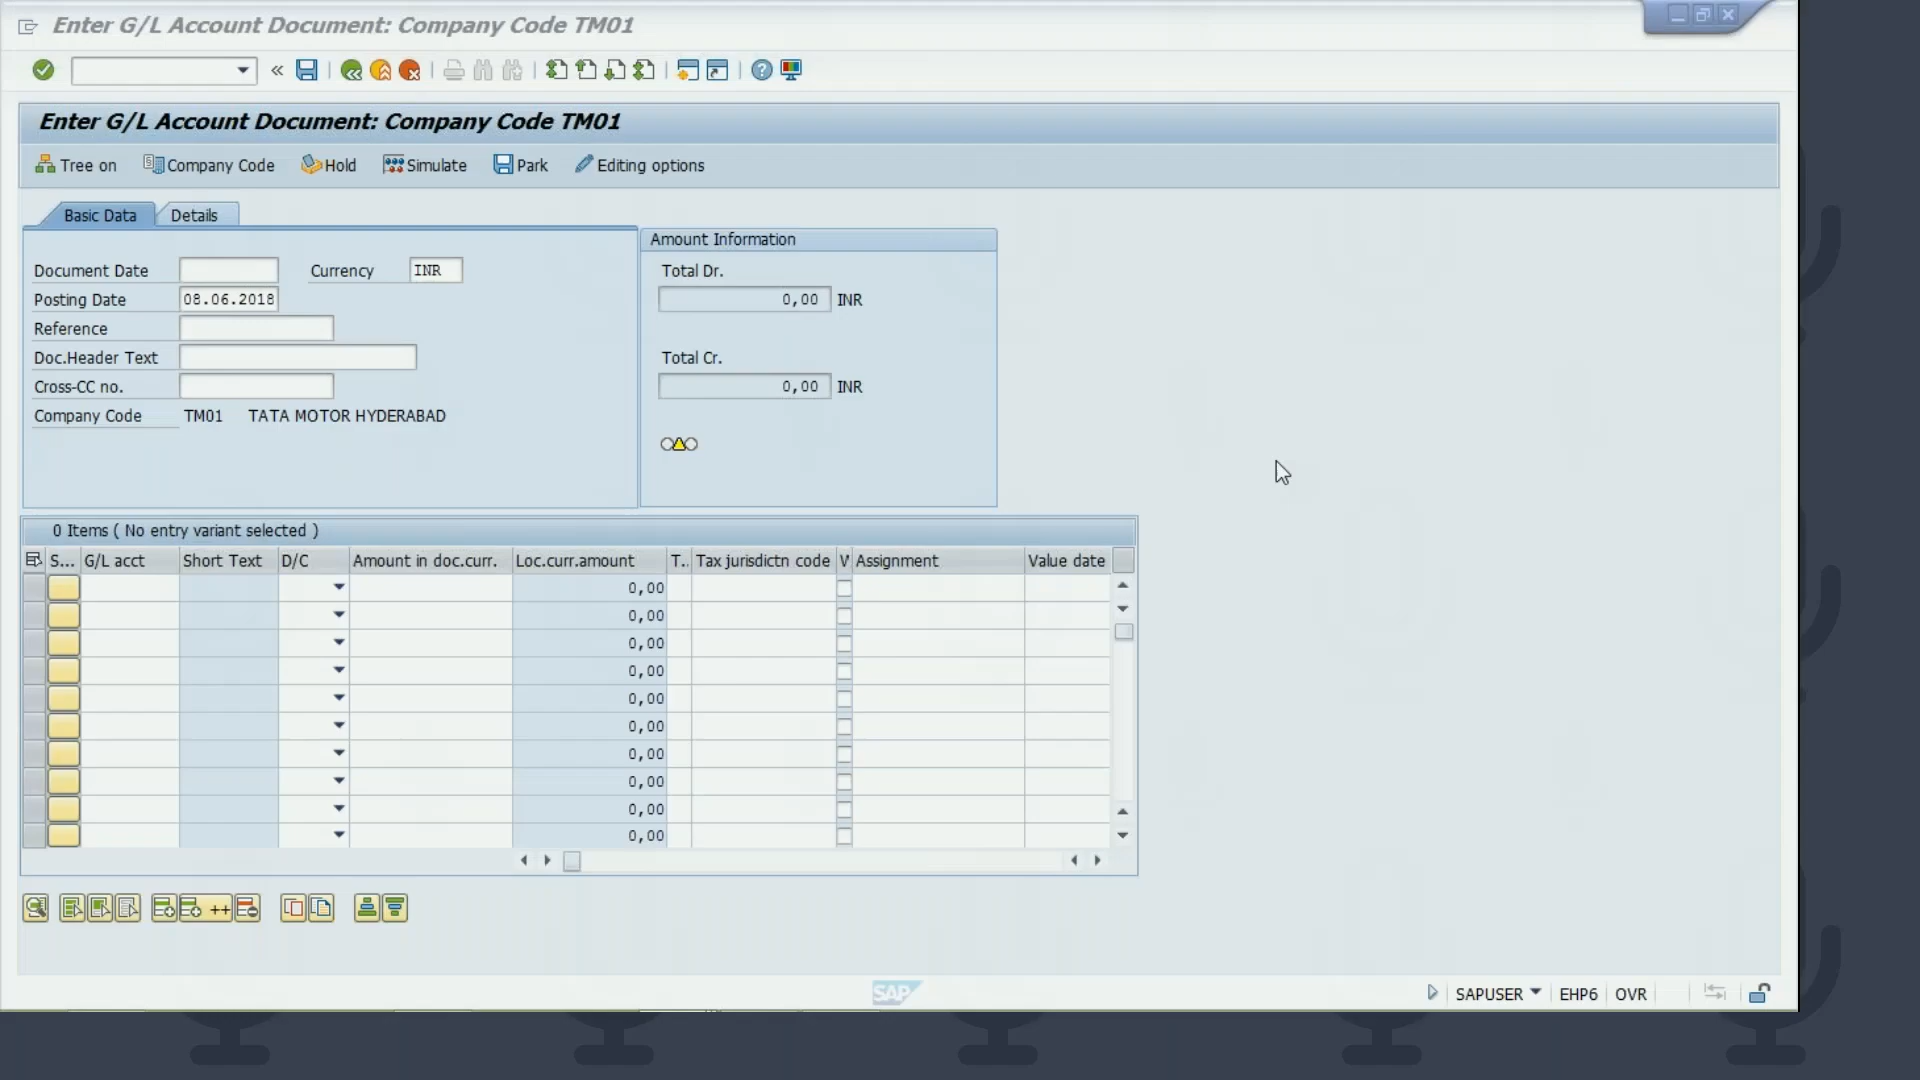 Enter G/L Account Document: Company Code TM01
Enter G/L Account Document: Company Code TM01
Tree on Company Code Hold Simulate Park Editing options
Basic Data Details
Amount Information
Document Date Currency INR Total Dr.
Posting Date 08.06.2018 0,00 INR
Reference
Doc.Header Text Total Cr.
Cross-CC no. 0,00 INR
Company Code TM01 TATA MOTOR HYDERABAD
0 Items ( No entry variant selected )
S... G/L acct Short Text D/C Amount in doc.curr. Loc.curr.amount T.. Tax jurisdictn code V Assignment Value date
0,00
0,00
0,00
0,00
0,00
0,00
0,00
0,00
0,00
0,00
SAP SAPUSER EHP6 OVR